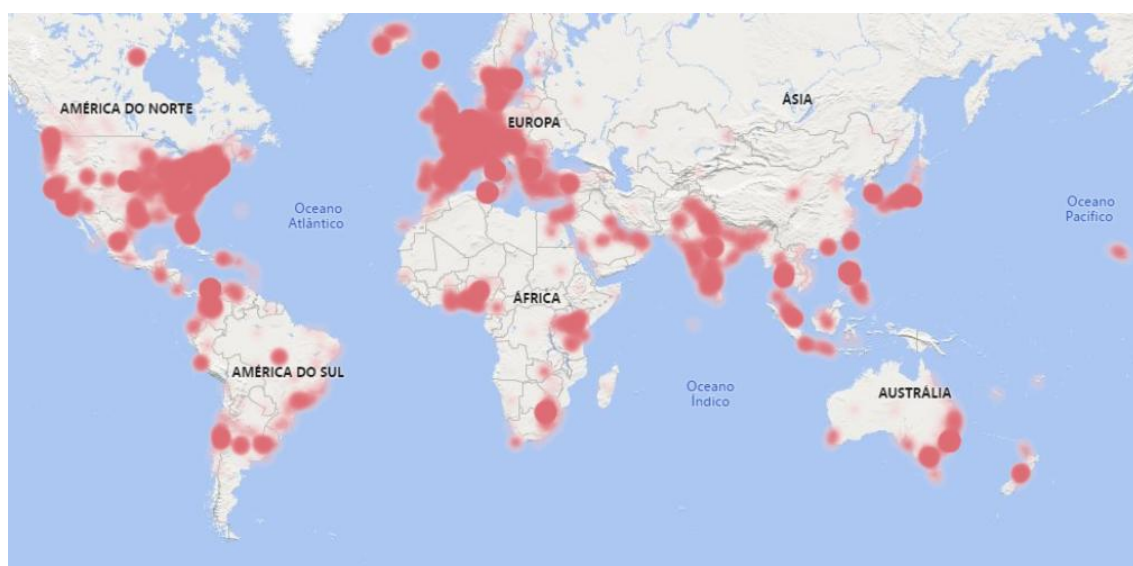 AMÉRICA DO NORTE
EUROPA
ÁSIA
Oceano
Atlântico
Oceano
Pacífico
ÁFRICA
AMÉRICA DO SUL
Oceano
Índico
AUSTRÁLIA